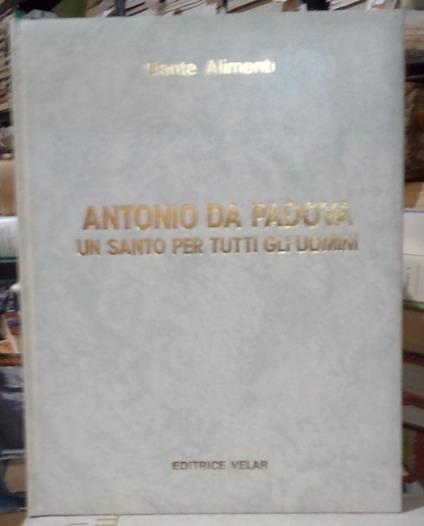 Dante Alimenti
ANTONIO DA PADOVA
UN SANTO PER TUTTI GLI UOMINI
EDITRICE VELAR